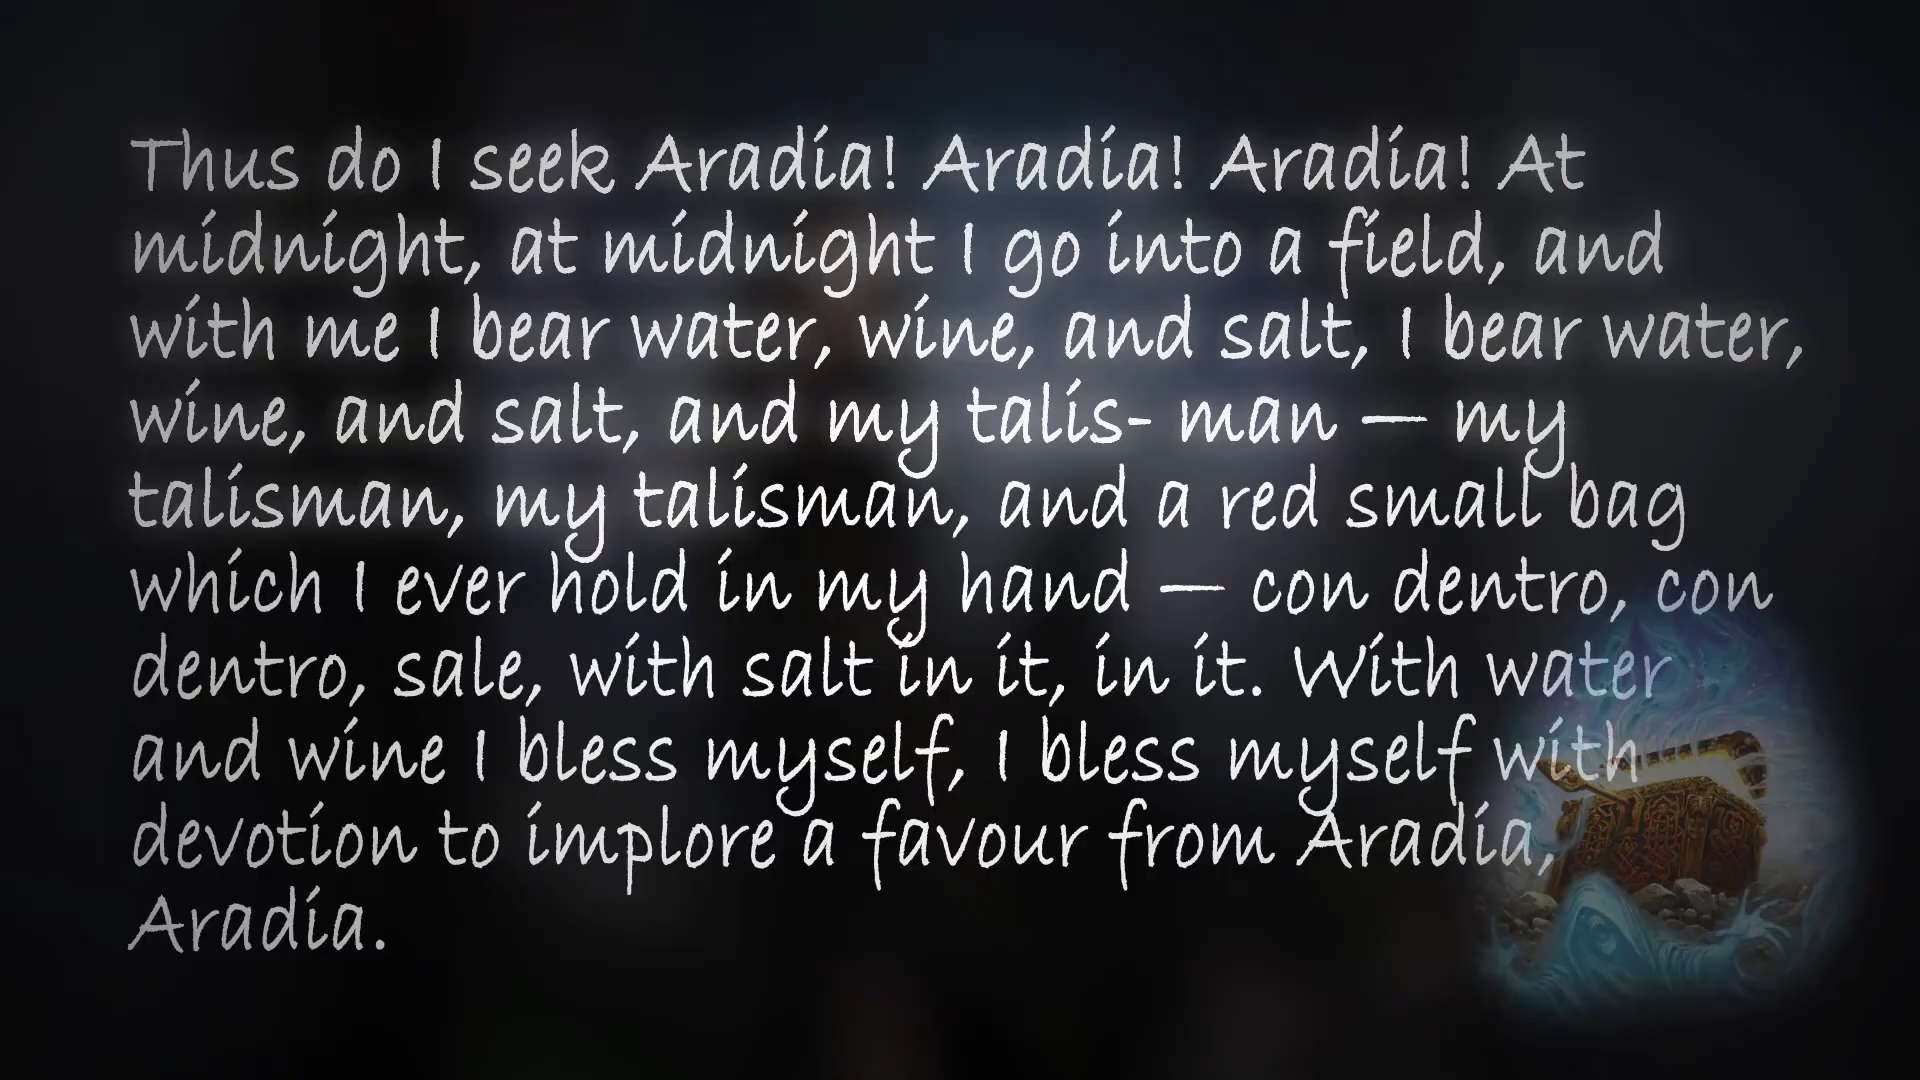 Thus do I seek Aradia! Aradia! Aradia! At
midnight, at midnight I go into a field, and
with me I bear water, wine, and salt, I bear water,
wine, and salt, and my talis- man — my
talisman, my talisman, and a red small bag
which I ever hold in my hand — con dentro, con
dentro, sale, with salt in it, in it. With water
and wine I bless myself, I bless myself with
devotion to implore a favour from Aradia,
Aradia.